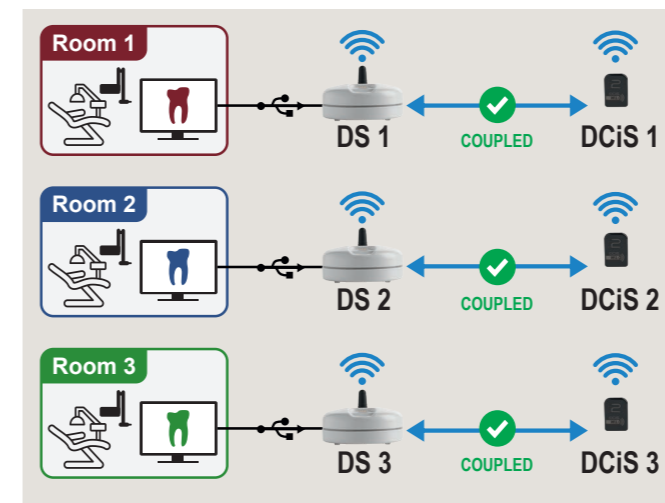 Room 1
DS 1
COUPLED
DCiS 1
Room 2
DS 2
COUPLED
DCiS 2
Room 3
DS 3
COUPLED
DCiS 3